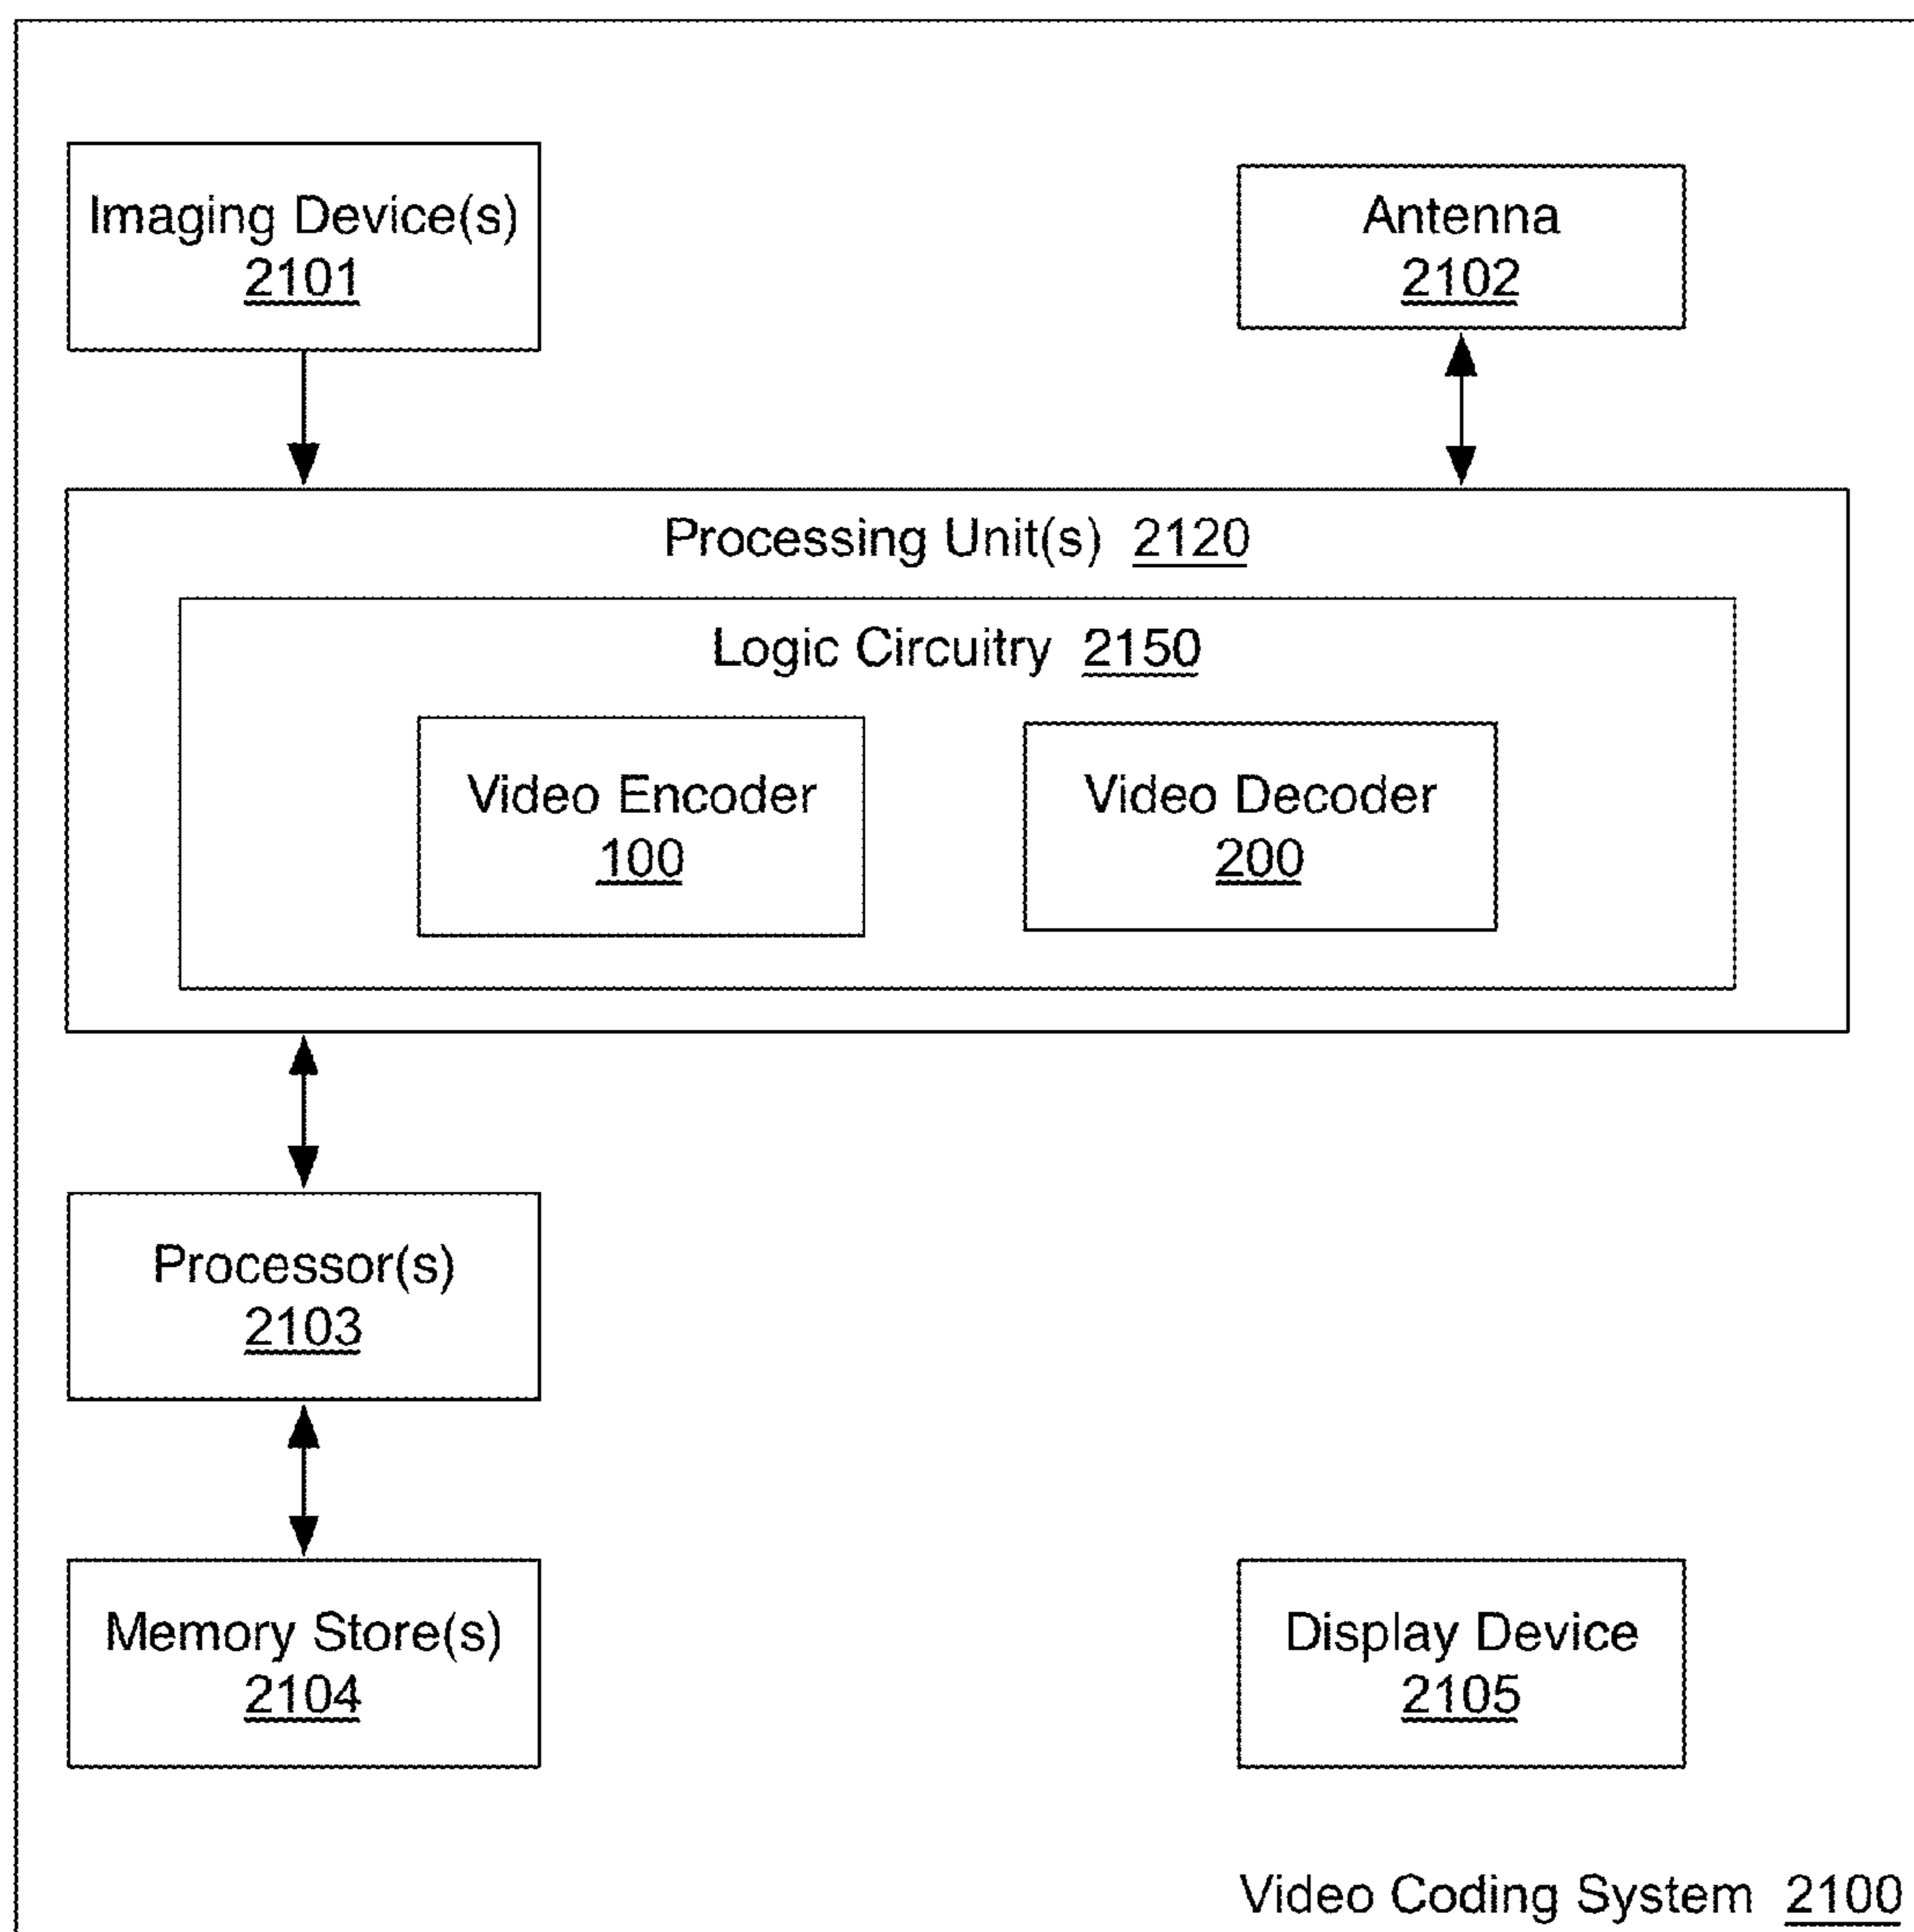 Imaging Device(s)
2101
Antenna
2102
Processing Unit(s) 2120
Logic Circuitry 2150
Video Encoder
100
Video Decoder
200
Processor(s)
2103
Memory Store(s)
2104
Display Device
2105
Video Coding System 2100